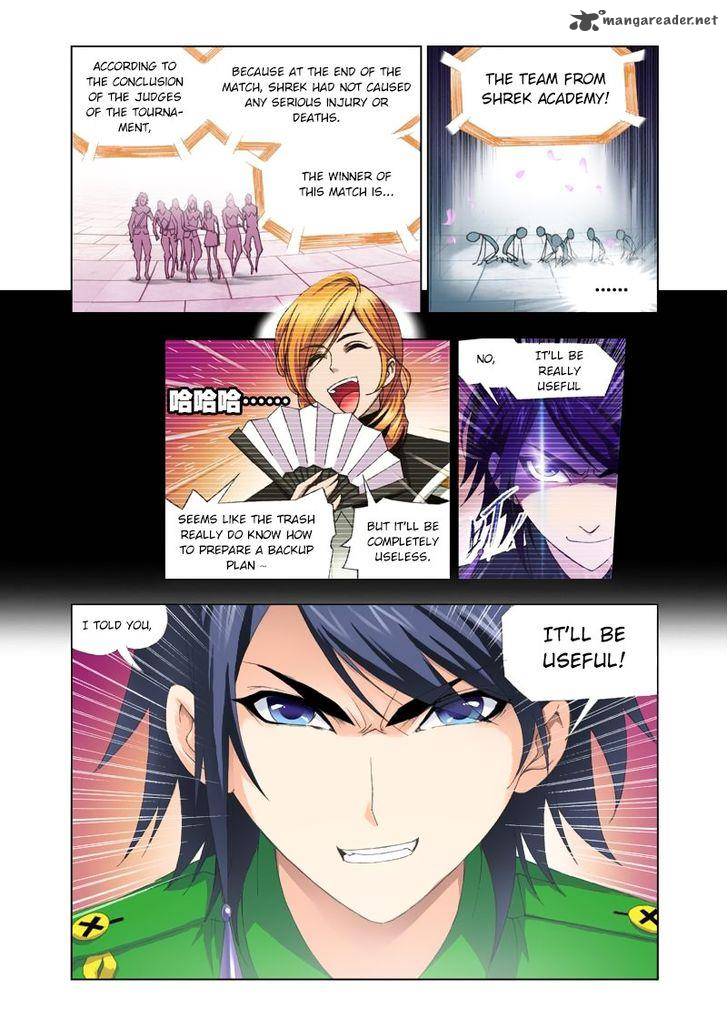 mangareader.net
ACCORDING TO
THE CONCLUSION
OF THE JUDGES
OF THE TOURNA-
MENT,
BECAUSE AT THE END OF THE
MATCH, SHREK HAD NOT CAUSED
ANY SERIOUS INJURY OR
DEATHS.
THE WINNER OF
THIS MATCH IS...
THE TEAM FROM
SHREK ACADEMY!
......
哈哈哈······
SEEMS LIKE THE TRASH
REALLY DO KNOW HOW
TO PREPARE A BACKUP
PLAN ~
BUT IT'LL BE
COMPLETELY
USELESS.
NO,
IT'LL BE
REALLY
USEFUL
I TOLD YOU,
IT'LL BE
USEFUL!